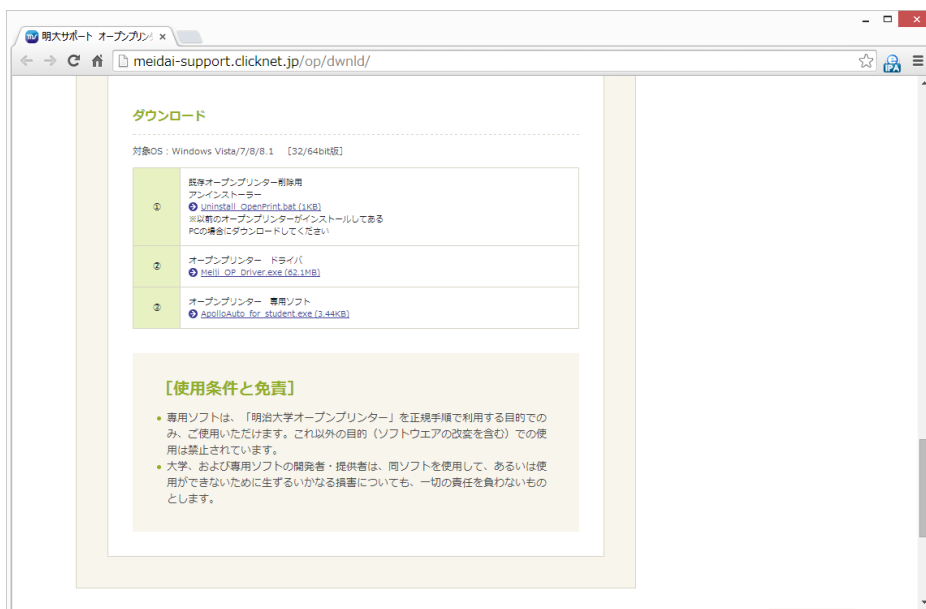 明大サポート オープンプリン
meidai-support.clicknet.jp/op/dwnld/
IPA
ダウンロード
対象OS：Windows Vista/7/8/8.1　[32/64bit版]
①
既存オープンプリンター削除用
アンインストーラー
Uninstall_OpenPrint.bat (1KB)
※以前のオープンプリンターがインストールしてある
PCの場合にダウンロードしてください
②
オープンプリンター　ドライバ
Meiji_OP_Driver.exe (62.1MB)
③
オープンプリンター　専用ソフト
ApolloAuto_for_student.exe (3.44KB)
[使用条件と免責]
専用ソフトは、「明治大学オープンプリンター」を正規手順で利用する目的での
み、ご使用いただけます。これ以外の目的（ソフトウエアの改変を含む）での使
用は禁止されています。
大学、および専用ソフトの開発者・提供者は、同ソフトを使用して、あるいは使
用ができないために生ずるいかなる損害についても、一切の責任を負わないもの
とします。